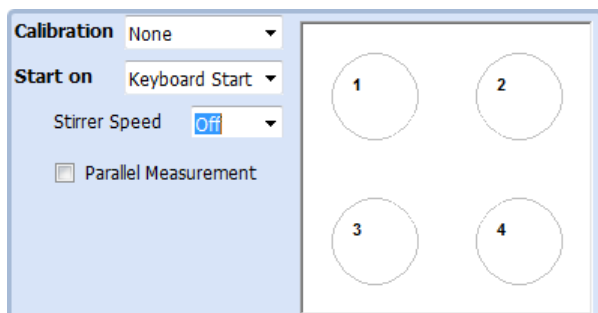 Calibration None
Start on Keyboard Start
Stirrer Speed Off
Parallel Measurement
1 2
3 4